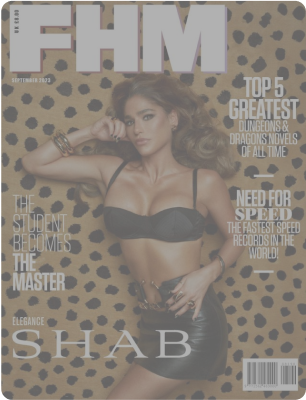 FHM
SEPTEMBER 2023
TOP 5
GREATEST
DUNGEONS &
DRAGONS NOVELS
OF ALL TIME
NEED FOR
SPEED
THE FASTEST SPEED
RECORDS IN THE
WORLD!
THE
STUDENT
BECOMES
THE
MASTER
ELEGANCE
SHAB